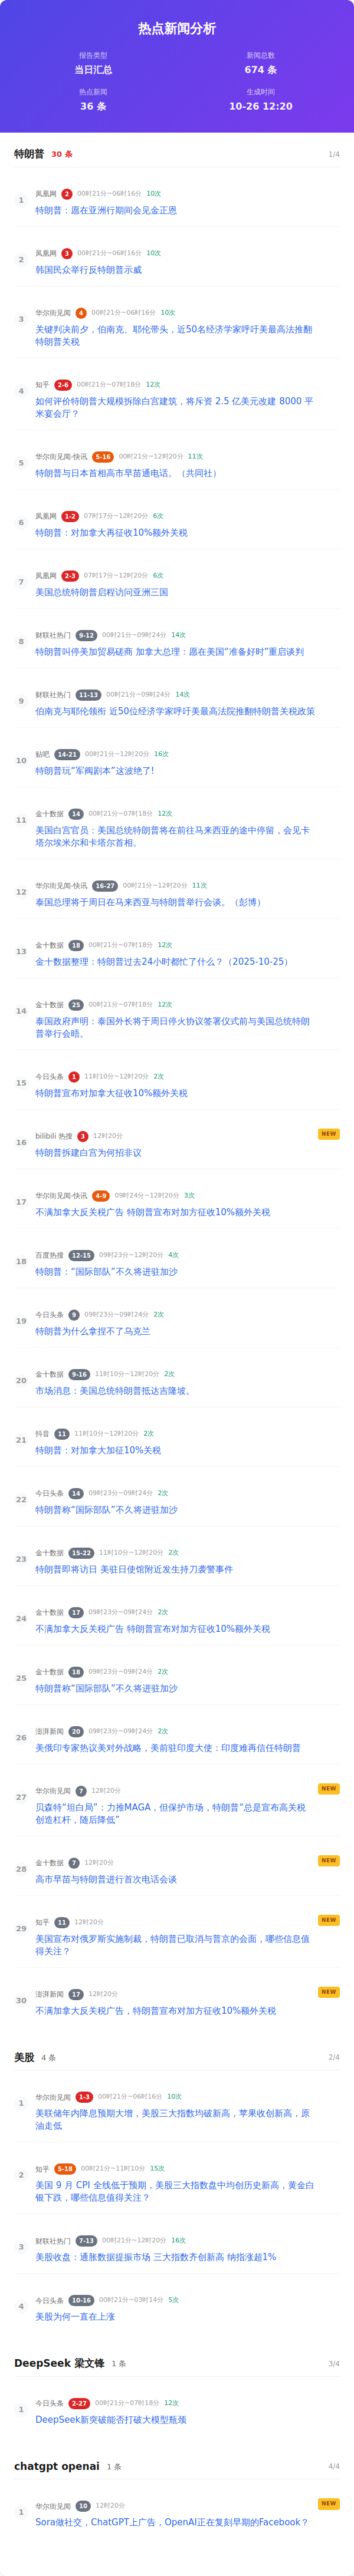 热点新闻分析
报告类型
当日汇总
新闻总数
674 条
热点新闻
36 条
生成时间
10-26 12:20
特朗普 30 条 1/4
1
凤凰网 2 00时21分~06时16分 10次
特朗普：愿在亚洲行期间会见金正恩
2
凤凰网 3 00时21分~06时16分 10次
韩国民众举行反特朗普示威
3
华尔街见闻 4 00时21分~06时16分 10次
关键判决前夕，伯南克、耶伦带头，近50名经济学家呼吁美最高法推翻
特朗普关税
4
知乎 2-6 00时21分~07时18分 12次
如何评价特朗普大规模拆除白宫建筑，将斥资 2.5 亿美元改建 8000 平
米宴会厅？
5
华尔街见闻-快讯 5-16 00时21分~12时20分 11次
特朗普与日本首相高市早苗通电话。（共同社）
6
凤凰网 1-2 07时17分~12时20分 6次
特朗普：对加拿大再征收10%额外关税
7
凤凰网 2-3 07时17分~12时20分 6次
美国总统特朗普启程访问亚洲三国
8
财联社热门 9-12 00时21分~09时24分 14次
特朗普叫停美加贸易磋商 加拿大总理：愿在美国“准备好时”重启谈判
9
财联社热门 11-13 00时21分~09时24分 14次
伯南克与耶伦领衔 近50位经济学家呼吁美最高法院推翻特朗普关税政策
10
贴吧 14-21 00时21分~12时20分 16次
特朗普玩“军阀剧本”这波绝了!
11
金十数据 14 00时21分~07时18分 12次
美国白宫官员：美国总统特朗普将在前往马来西亚的途中停留，会见卡
塔尔埃米尔和卡塔尔首相。
12
华尔街见闻-快讯 16-27 00时21分~12时20分 11次
泰国总理将于周日在马来西亚与特朗普举行会谈。（彭博）
13
金十数据 18 00时21分~07时18分 12次
金十数据整理：特朗普过去24小时都忙了什么？（2025-10-25）
14
金十数据 25 00时21分~07时18分 12次
泰国政府声明：泰国外长将于周日停火协议签署仪式前与美国总统特朗
普举行会晤。
15
今日头条 1 11时10分~12时20分 2次
特朗普宣布对加拿大征收10%额外关税
16
bilibili 热搜 3 12时20分 NEW
特朗普拆建白宫为何招非议
17
华尔街见闻-快讯 4-9 09时24分~12时20分 3次
不满加拿大反关税广告 特朗普宣布对加方征收10%额外关税
18
百度热搜 12-15 09时23分~12时20分 4次
特朗普：“国际部队”不久将进驻加沙
19
今日头条 9 09时23分~09时24分 2次
特朗普为什么拿捏不了乌克兰
20
金十数据 9-16 11时10分~12时20分 2次
市场消息：美国总统特朗普抵达吉隆坡。
21
抖音 11 11时10分~12时20分 2次
特朗普：对加拿大加征10%关税
22
今日头条 14 09时23分~09时24分 2次
特朗普称“国际部队”不久将进驻加沙
23
金十数据 15-22 11时10分~12时20分 2次
特朗普即将访日 美驻日使馆附近发生持刀袭警事件
24
金十数据 17 09时23分~09时24分 2次
不满加拿大反关税广告 特朗普宣布对加方征收10%额外关税
25
金十数据 18 09时23分~09时24分 2次
特朗普称“国际部队”不久将进驻加沙
26
澎湃新闻 20 09时23分~09时24分 2次
美俄印专家热议美对外战略，美前驻印度大使：印度难再信任特朗普
27
华尔街见闻 7 12时20分 NEW
贝森特“坦白局”：力推MAGA，但保护市场，特朗普“总是宣布高关税
创造杠杆，随后降低”
28
金十数据 7 12时20分 NEW
高市早苗与特朗普进行首次电话会谈
29
知乎 11 12时20分 NEW
美国宣布对俄罗斯实施制裁，特朗普已取消与普京的会面，哪些信息值
得关注？
30
澎湃新闻 17 12时20分 NEW
不满加拿大反关税广告，特朗普宣布对加方征收10%额外关税
美股 4 条 2/4
1
华尔街见闻 1-3 00时21分~06时16分 10次
美联储年内降息预期大增，美股三大指数均破新高，苹果收创新高，原
油走低
2
知乎 5-18 00时21分~11时10分 15次
美国 9 月 CPI 全线低于预期，美股三大指数盘中均创历史新高，黄金白
银下跌，哪些信息值得关注？
3
财联社热门 7-13 00时21分~12时20分 16次
美股收盘：通胀数据提振市场 三大指数齐创新高 纳指涨超1%
4
今日头条 10-16 00时21分~03时14分 5次
美股为何一直在上涨
DeepSeek 梁文锋 1 条 3/4
1
今日头条 2-27 00时21分~07时18分 12次
DeepSeek新突破能否打破大模型瓶颈
chatgpt openai 1 条 4/4
1
华尔街见闻 10 12时20分 NEW
Sora做社交，ChatGPT上广告，OpenAI正在复刻早期的Facebook？